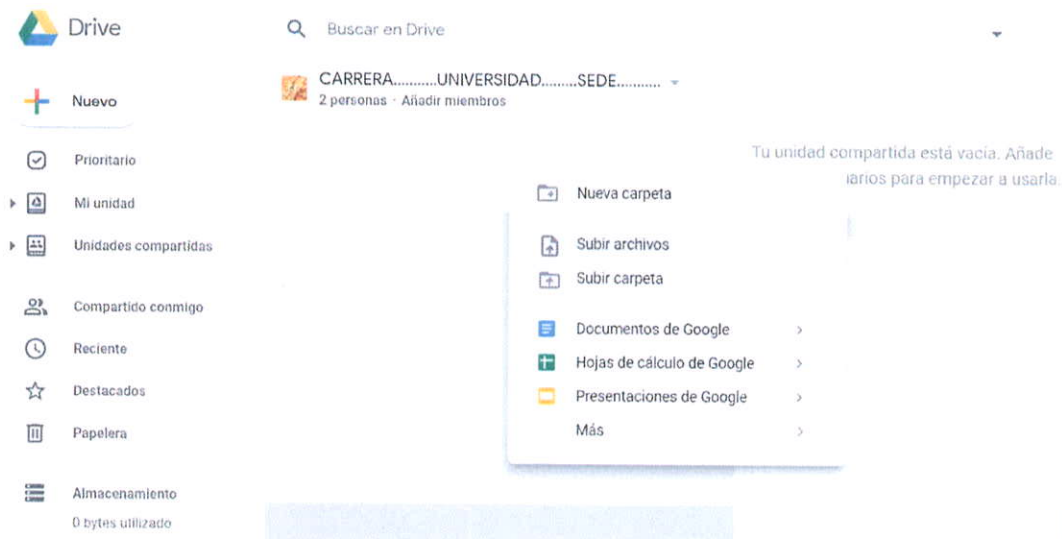 Drive
Buscar en Drive
Nuevo
CARRERA..........UNIVERSIDAD.........SEDE...........
2 personas · Añadir miembros
Prioritario
Mi unidad
Unidades compartidas
Compartido conmigo
Reciente
Destacados
Papelera
Almacenamiento
0 bytes utilizado
Tu unidad compartida está vacía. Añade
para empezar a usarla.
Nueva carpeta
Subir archivos
Subir carpeta
Documentos de Google
Hojas de cálculo de Google
Presentaciones de Google
Más